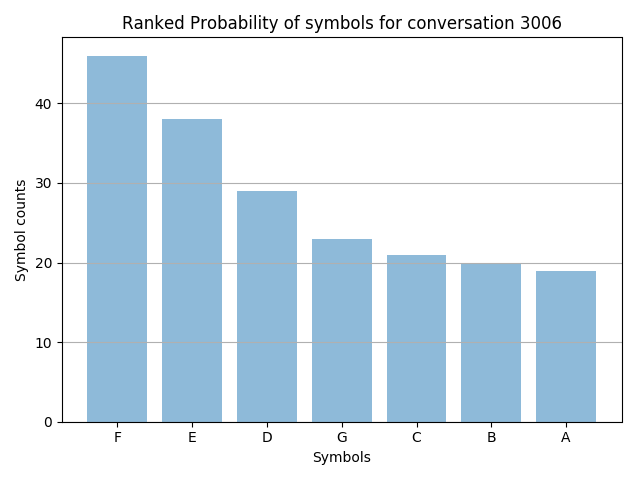 Ranked Probability of symbols for conversation 3006
Symbol counts
40
30
20
10
0
F E D G C B A
Symbols